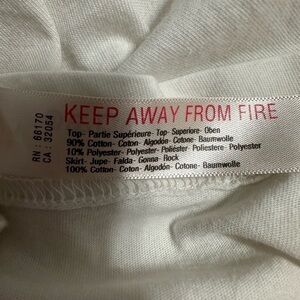 KEEP AWAY FROM FIRE
Top- Partie Supérieure- Top- Superiore- Oben
90% Cotton- Coton- Algodón- Cotone- Baumwolle
10% Polyester- Polyester- Poliéster- Poliestere- Polyester
Skirt- Jupe- Falda- Gonna- Rock
100% Cotton- Coton- Algodón- Cotone- Baumwolle
RN : 66170
CA : 32054